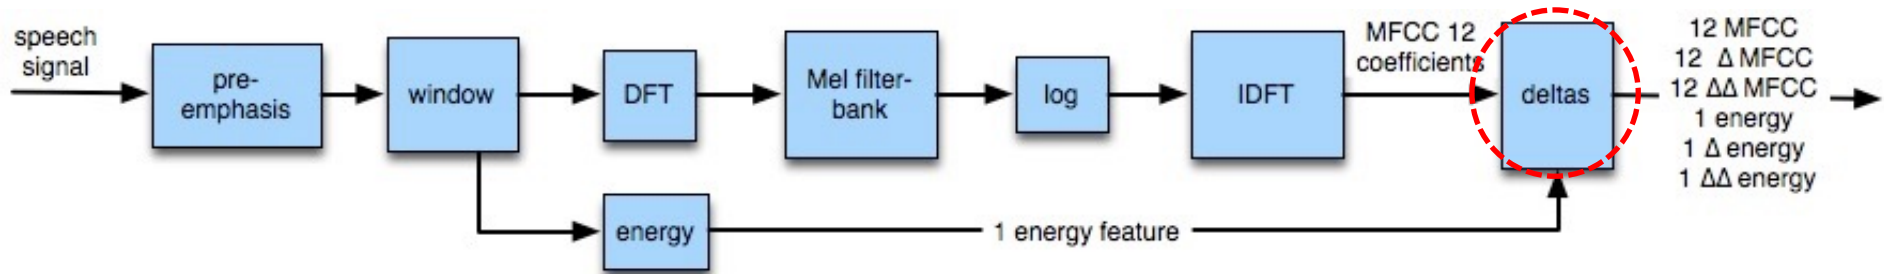 speech
signal
pre-
emphasis
window
DFT
Mel filter-
bank
log
IDFT
MFCC 12
coefficients
deltas
12 MFCC
12 Δ MFCC
12 ΔΔ MFCC
1 energy
1 Δ energy
1 ΔΔ energy
energy
1 energy feature